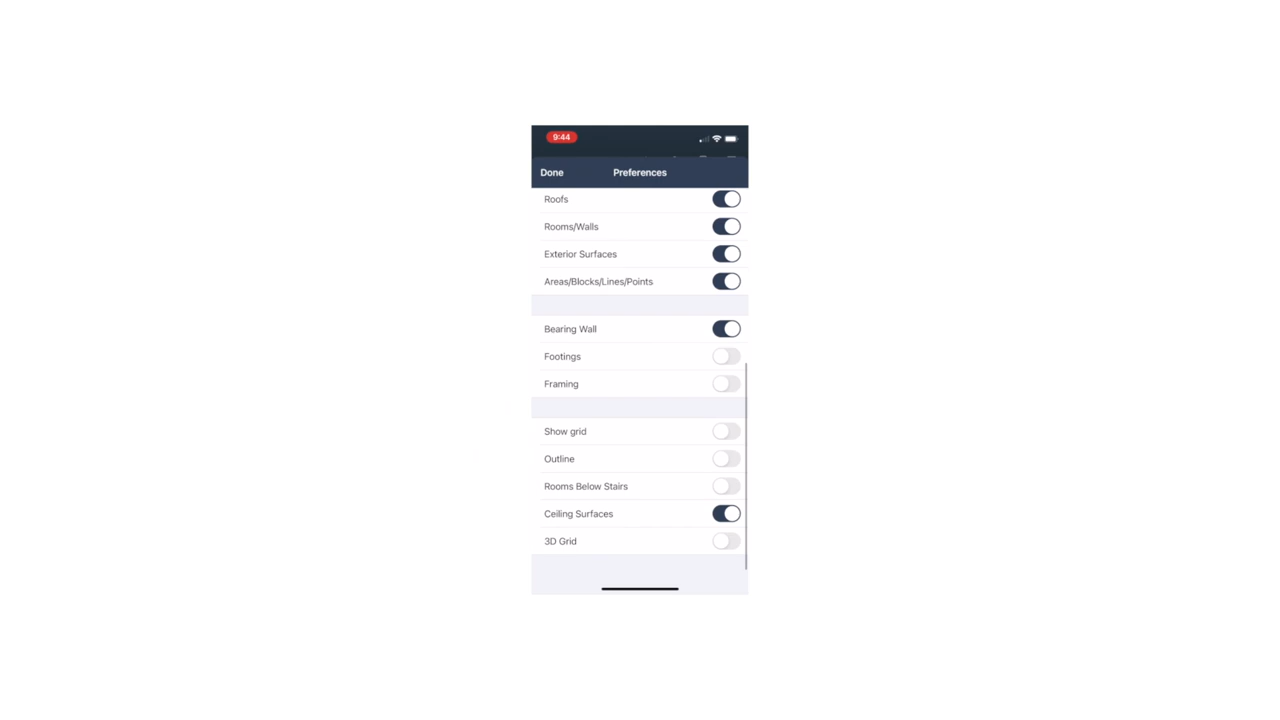 9:44
Done Preferences
Roofs
Rooms/Walls
Exterior Surfaces
Areas/Blocks/Lines/Points
Bearing Wall
Footings
Framing
Show grid
Outline
Rooms Below Stairs
Ceiling Surfaces
3D Grid